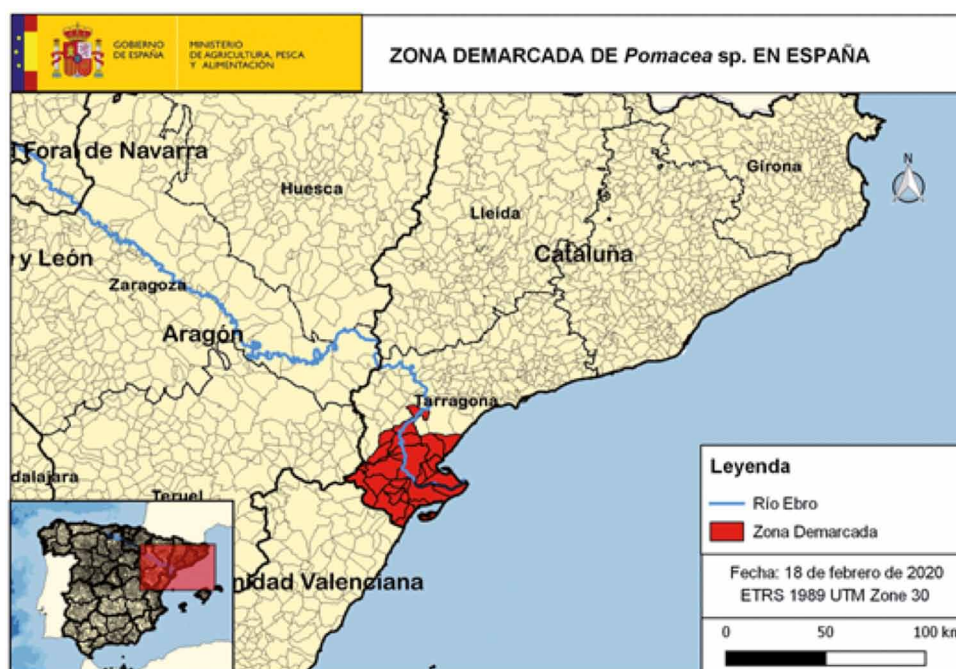 GOBIERNO
DE ESPAÑA
MINISTERIO
DE AGRICULTURA, PESCA
Y ALIMENTACIÓN
ZONA DEMARCADA DE Pomacea sp. EN ESPAÑA
Foral de Navarra
Huesca
Girona
N
Lleida
y León
Cataluña
Zaragoza
Aragón
Tarragona
dalajara
Teruel
nidad Valenciana
Leyenda
Río Ebro
Zona Demarcada
Fecha: 18 de febrero de 2020
ETRS 1989 UTM Zone 30
0 50 100 km